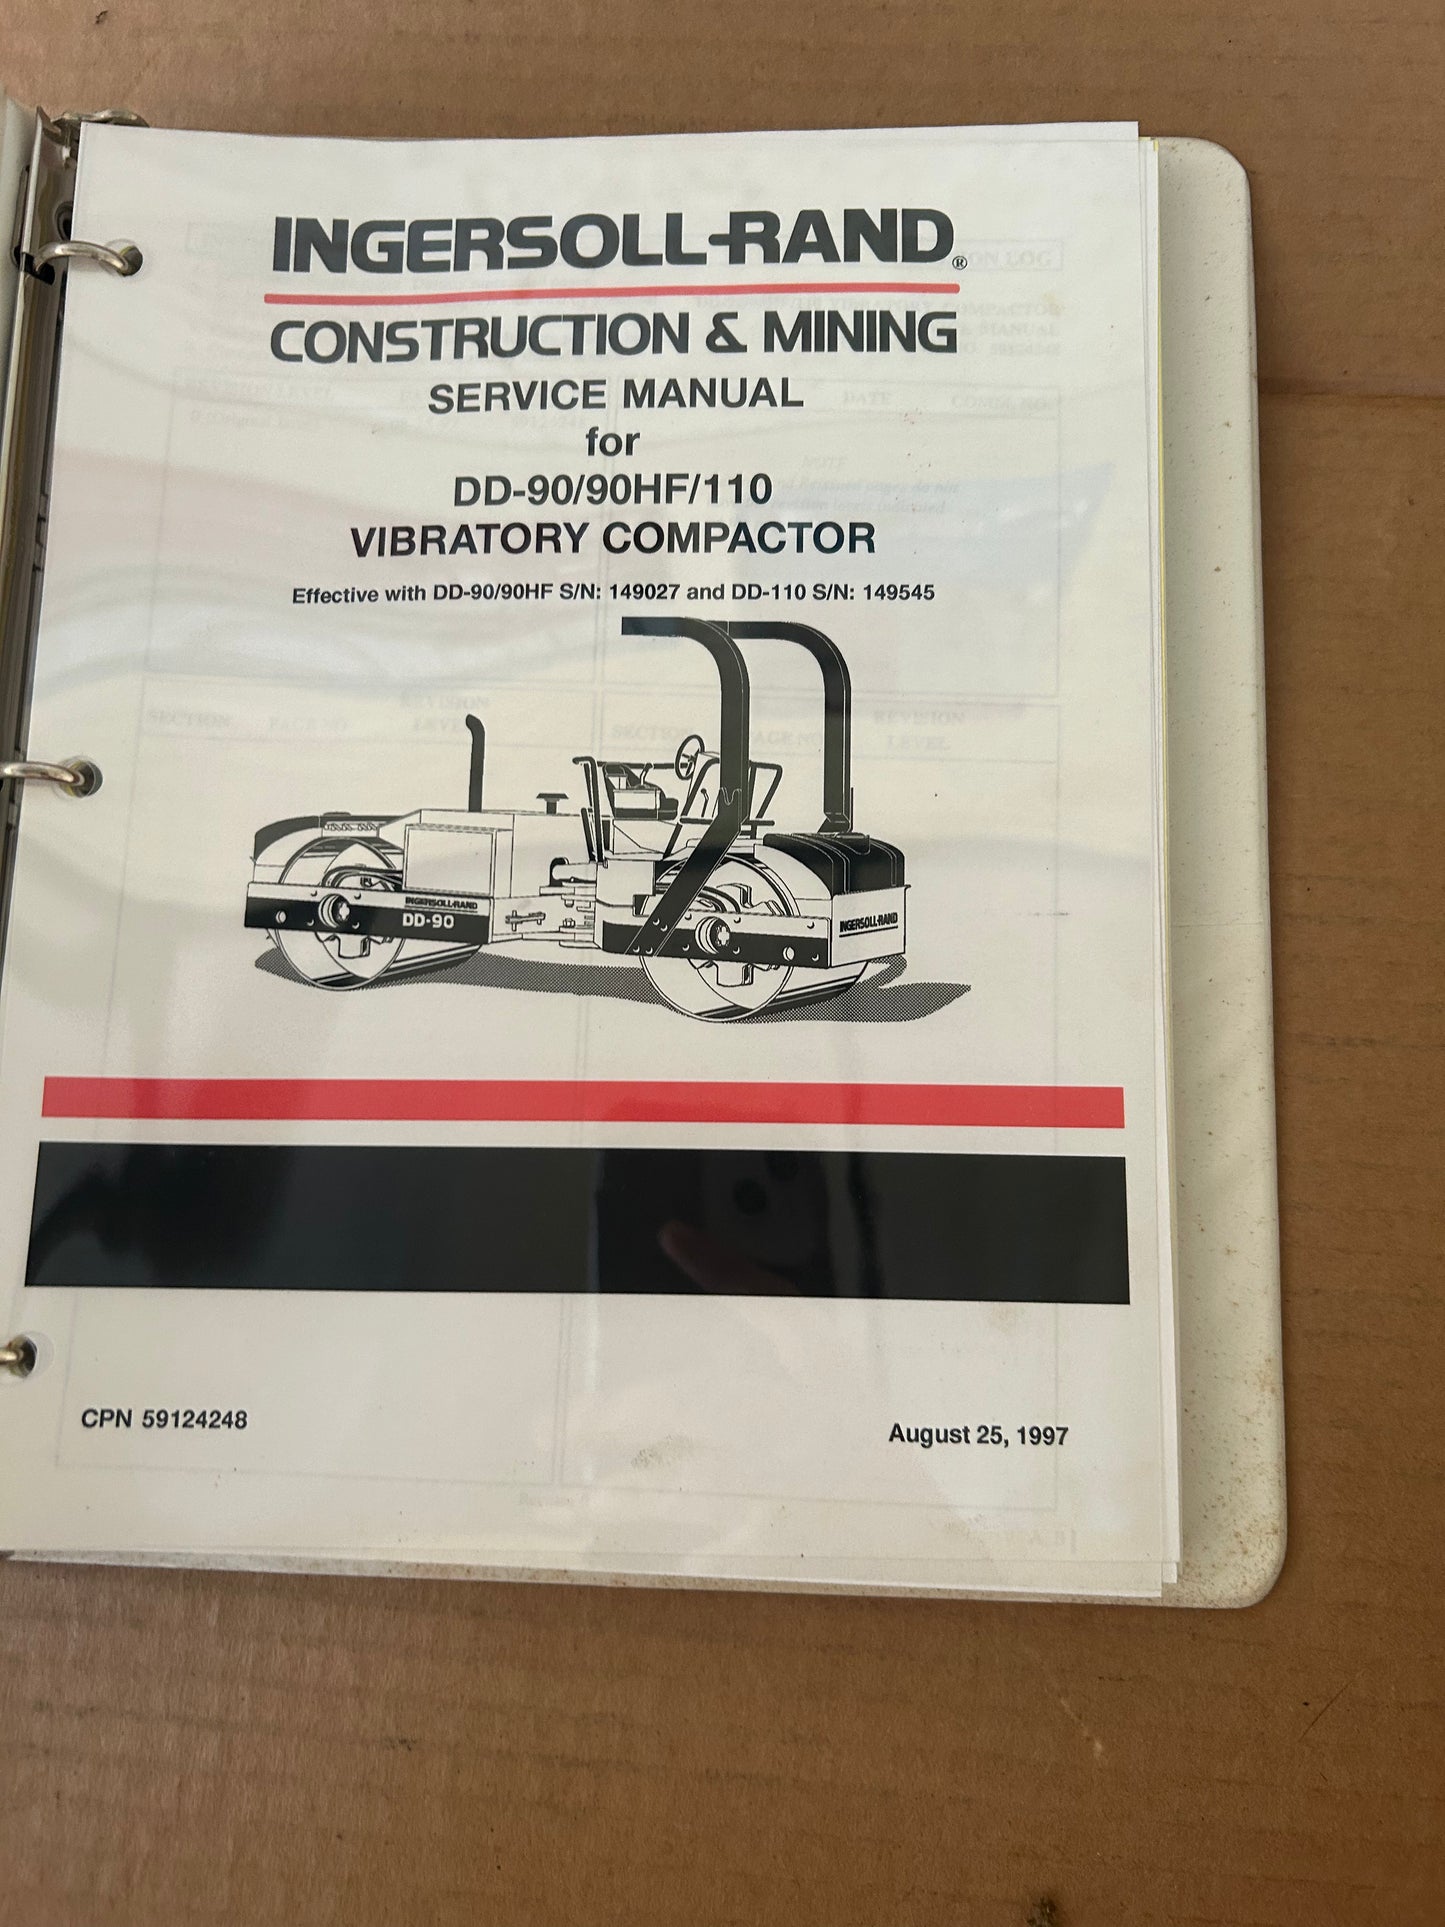 INGERSOLL-RAND®
CONSTRUCTION & MINING
SERVICE MANUAL
for
DD-90/90HF/110
VIBRATORY COMPACTOR
Effective with DD-90/90HF S/N: 149027 and DD-110 S/N: 149545
INGERSOLL-RAND
DD-90
INGERSOLL-RAND
CPN 59124248
August 25, 1997